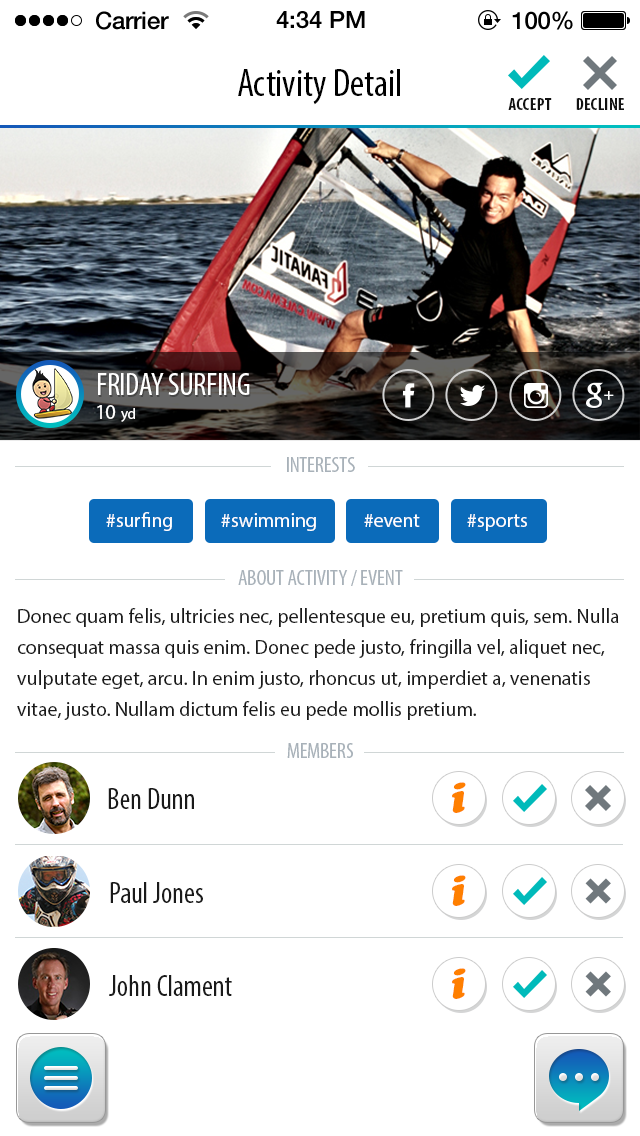 Carrier 4:34 PM 100%
Activity Detail
ACCEPT DECLINE
FANATIC
FRIDAY SURFING
10 yd
f g+
INTERESTS
#surfing #swimming #event #sports
ABOUT ACTIVITY / EVENT
Donec quam felis, ultricies nec, pellentesque eu, pretium quis, sem. Nulla
consequat massa quis enim. Donec pede justo, fringilla vel, aliquet nec,
vulputate eget, arcu. In enim justo, rhoncus ut, imperdiet a, venenatis
vitae, justo. Nullam dictum felis eu pede mollis pretium.
MEMBERS
Ben Dunn
Paul Jones
John Clament